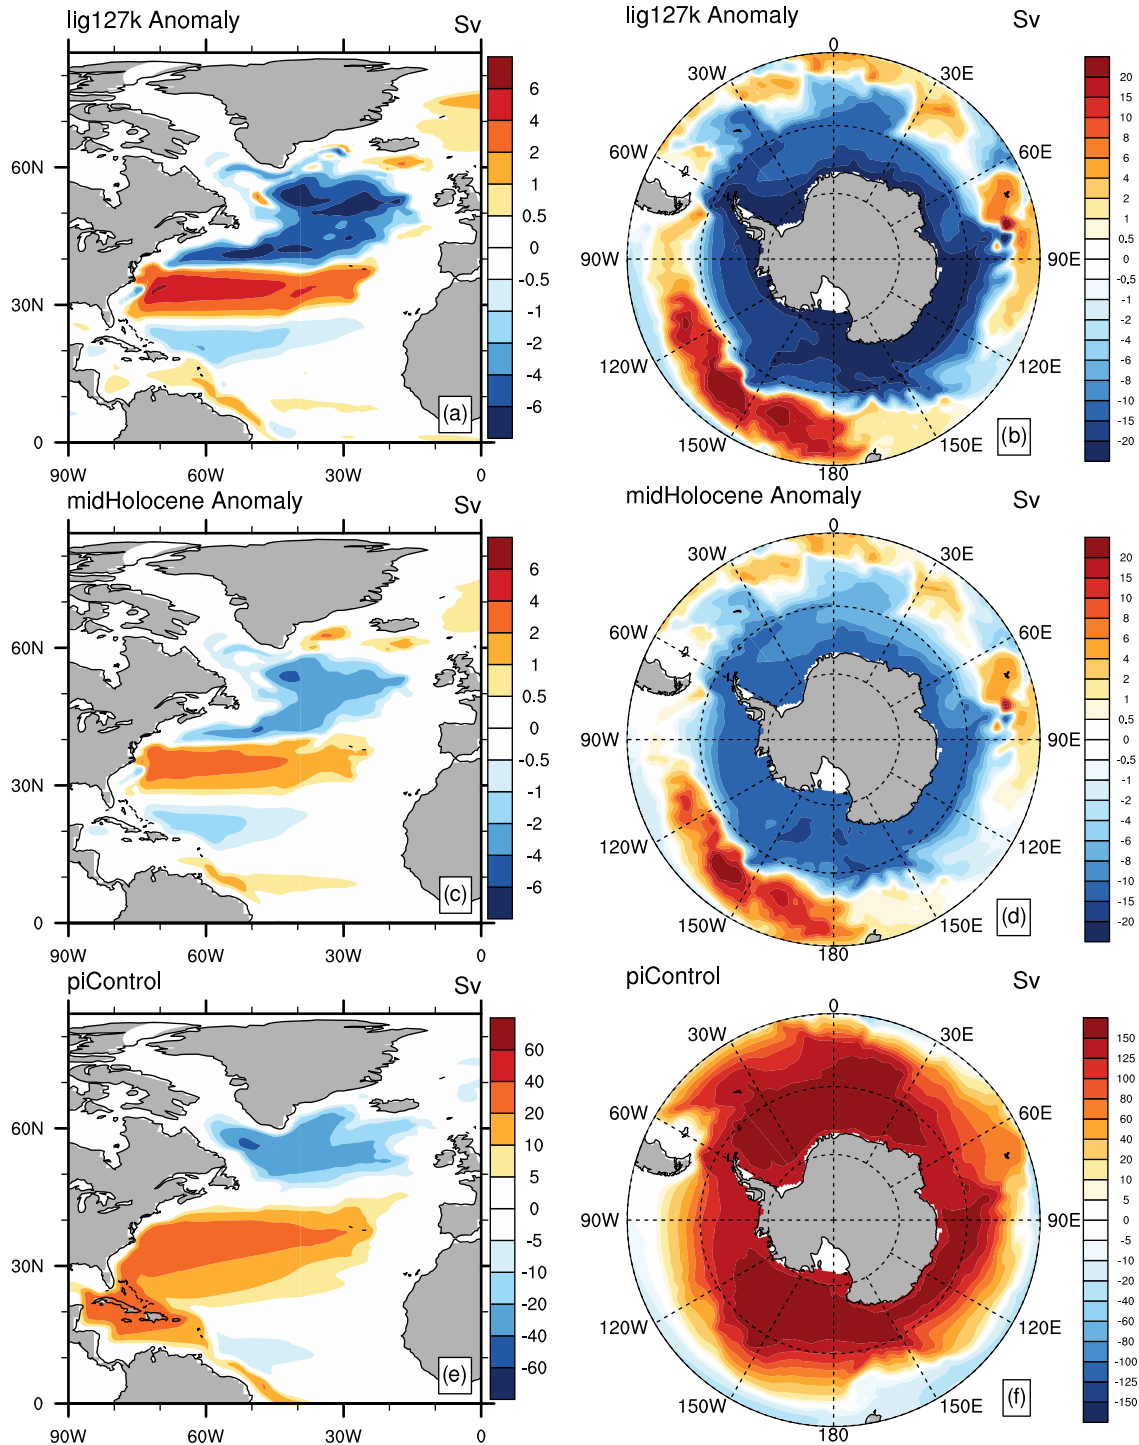 lig127k Anomaly Sv
6
4
2
1
0.5
0
-0.5
-1
-2
-4
-6
60N
30N
0
90W 60W 30W 0
(a)
lig127k Anomaly Sv
0
30W 30E
60W 60E
90W 90E
120W 120E
150W 150E
180
(b)
20
15
10
8
6
4
2
1
0.5
0
-0.5
-1
-2
-4
-6
-8
-10
-15
-20
midHolocene Anomaly Sv
6
4
2
1
0.5
0
-0.5
-1
-2
-4
-6
60N
30N
0
90W 60W 30W 0
(c)
midHolocene Anomaly Sv
0
30W 30E
60W 60E
90W 90E
120W 120E
150W 150E
180
(d)
20
15
10
8
6
4
2
1
0.5
0
-0.5
-1
-2
-4
-6
-8
-10
-15
-20
piControl Sv
60
40
20
10
5
0
-5
-10
-20
-40
-60
60N
30N
0
90W 60W 30W 0
(e)
piControl Sv
0
30W 30E
60W 60E
90W 90E
120W 120E
150W 150E
180
(f)
150
125
100
80
60
40
20
10
5
0
-5
-10
-20
-40
-60
-80
-100
-125
-150